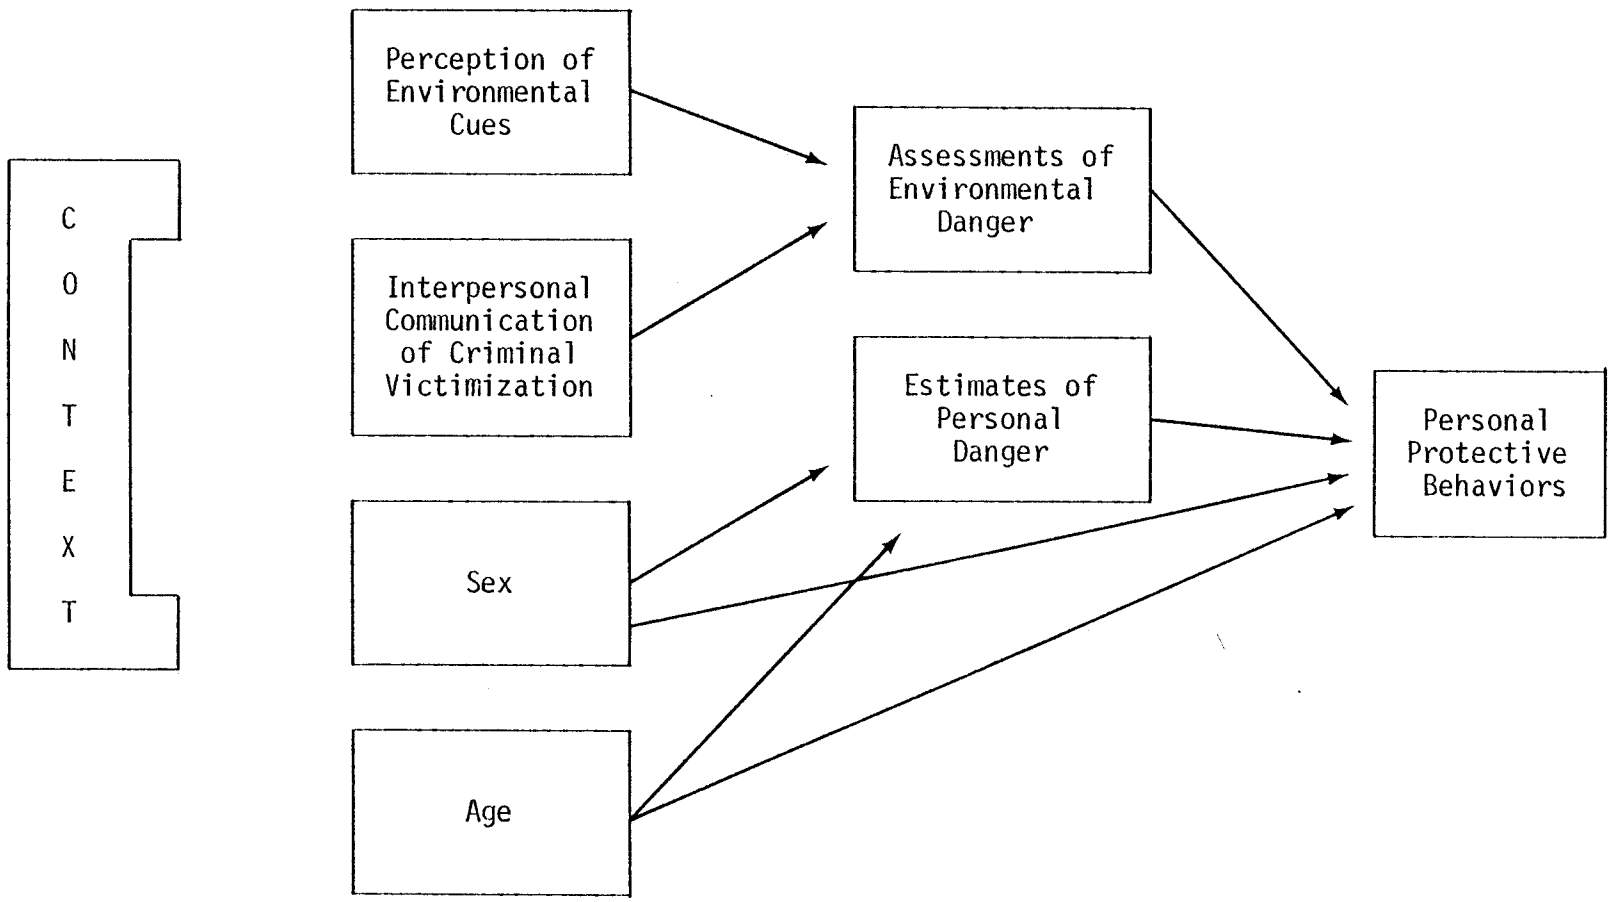 CONTEXT
Perception of
Environmental
Cues
Interpersonal
Communication
of Criminal
Victimization
Sex
Age
Assessments of
Environmental
Danger
Estimates of
Personal
Danger
Personal
Protective
Behaviors